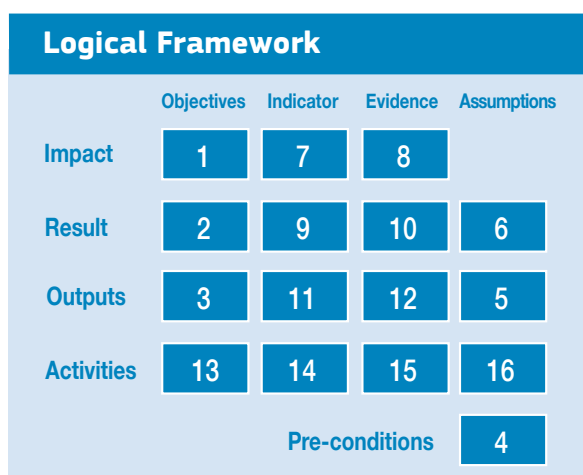 Logical Framework
Objectives Indicator Evidence Assumptions
Impact 1 7 8
Result 2 9 10 6
Outputs 3 11 12 5
Activities 13 14 15 16
Pre-conditions 4